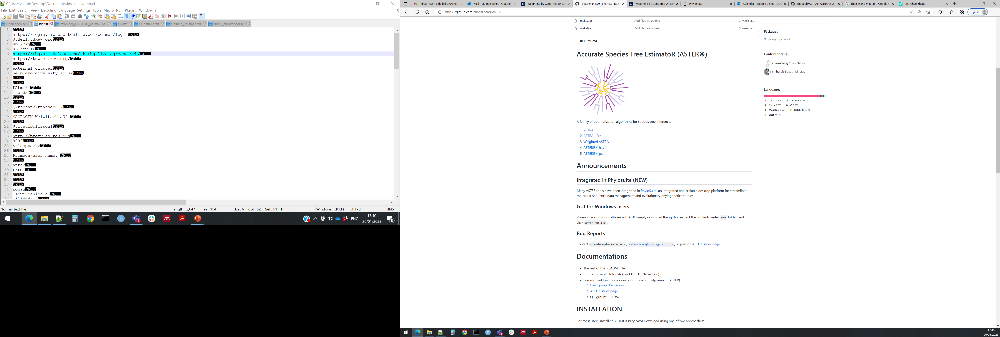 C:\Users\sidob\Desktop\Documents\ids.txt - Notepad++
File Edit Search View Encoding Language Settings Tools Macro Run Plugins Window ?
X
Resilience.txt ids.txt hybpiper_PAFTOL_palms3.txt XR.txt Questions.txt training_routines.txt slurm_cheatsheet.txt
1 CRLF
2 https://login.microsoftonline.com/common/loginCRLF
3 S.Bellot@kew.orgCRLF
4 sb172kgCRLF
5 RBGKew_16CRLF
6 https://rbg.unit4cloud.com/uk_rbg_live_agresso_web/CRLF
7 https://kewnet.kew.org/CRLF
8 CRLF
9 external clusterCRLF
10 help.cropdiversity.ac.ukCRLF
11 CRLF
12 CRLF
13 PALm_8_CRLF
14 frond22CRLF
15 CRLF
16 CRLF
17 \\khbsan2\knasdep01\CRLF
18 CRLF
19 MACROGEN Welwitschia34!CRLF
20 CRLF
21 $titeufpolisson!CRLF
22 CRLF
23 http://proxy.ad.kew.orgCRLF
24 8080CRLF
25 <-loopback>CRLF
26 CRLF
27 Promega user name: CRLF
28 CRLF
29 atta2CRLF
30 PEtG1CRLF
31 CRLF
32 CRLF
33 CRLF
34 rowanCRLF
35 IloveVoanioala!CRLF
Normal text file length : 2,647 lines : 154 Ln : 6 Col : 52 Sel : 51 | 1 Windows (CR LF) UTF-8 INS
ENG
17:40
26/01/2023
8
Inbox (472) - sido.bellot@gmai
Mail - Sidonie Bellot - Outlook
Weighting by Gene Tree Uncer
chaoszhang/ASTER: Accurate S
Weighting by Gene Tree Uncer
PhyloSuite
Calendar - Sidonie Bellot - Out
smirarab/ASTRAL: Accurate Spe
chao zhang mirarab - Google S
(15) Chao Zhang
https://github.com/chaoszhang/ASTER
Sign in
make.bat Add files via upload 3 weeks ago
makefile Add files via upload 3 weeks ago
README.md
Accurate Species Tree EstimatoR (ASTER❋)
A family of optimatization algorithms for species tree inference:
1. ASTRAL
2. ASTRAL-Pro
3. Weighted ASTRAL
4. ASTERISK-hky
5. ASTERISK-pair
Announcements
Integrated in Phylosuite (NEW)
Many ASTER tools have been integrated in PhyloSuite, an integrated and scalable desktop platform for streamlined
molecular sequence data management and evolutionary phylogenetics studies.
GUI for Windows users
Please check out our software with GUI. Simply download the zip file, extract the contents, enter exe folder, and
click aster-gui.exe.
Bug Reports
Contact chaozhang@berkeley.edu, aster-users@googlegroups.com, or post on ASTER issues page.
Documentations
The rest of this README file
Program specific tutorials (see EXECUTION section)
Forums (feel free to ask questions or ask for help running ASTER):
User group discussions
ASTER issues page
QQ group: 130635706
INSTALLATION
For most users, installing ASTER is very easy! Download using one of two approaches:
Packages
No packages published
Contributors 2
chaoszhang Chao Zhang
smirarab Siavash Mirarab
Languages
C++ 93.4% Python 3.0%
Cuda 2.0% C 0.5%
Makefile 0.5% Batchfile 0.5%
Shell 0.1%
17:40
26/01/2023